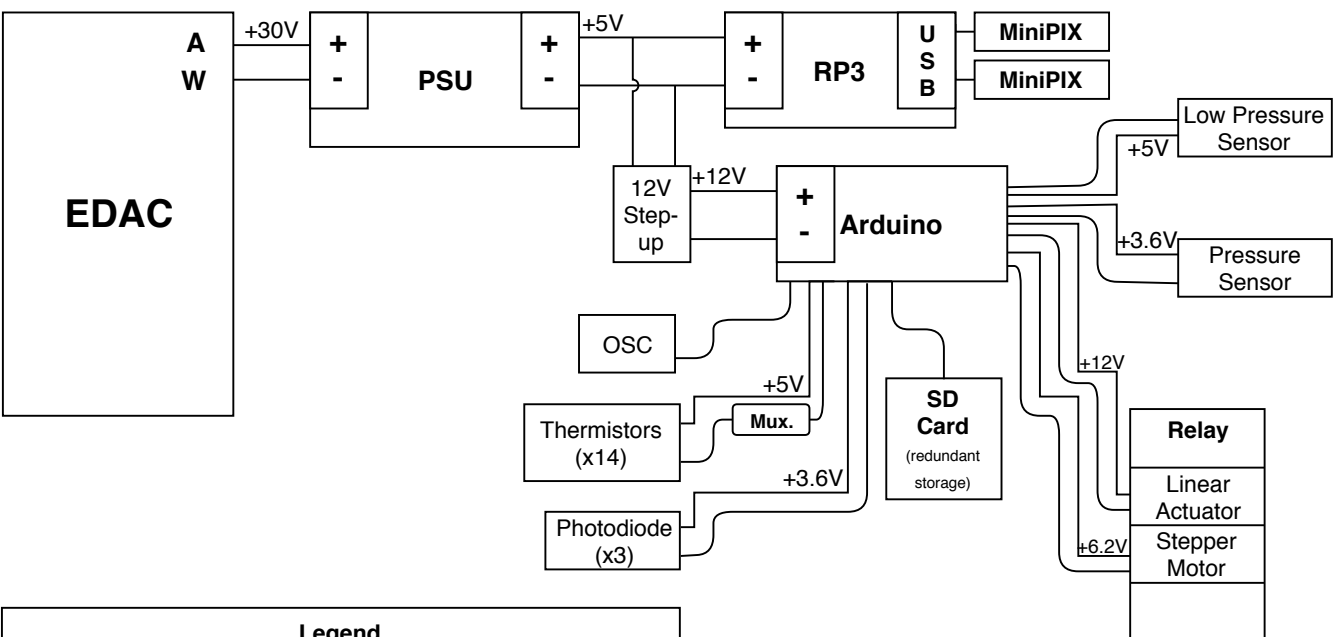 A
W
EDAC
+30V
+
-
PSU
+
-
+5V
+
-
RP3
U
S
B
MiniPIX
MiniPIX
12V
Step-
up
+12V
+
-
Arduino
Low Pressure
Sensor
+5V
+3.6V
Pressure
Sensor
OSC
+5V
Thermistors
(x14)
Mux.
+3.6V
Photodiode
(x3)
SD
Card
(redundant
storage)
+12V
Relay
Linear
Actuator
+6.2V
Stepper
Motor
Legend